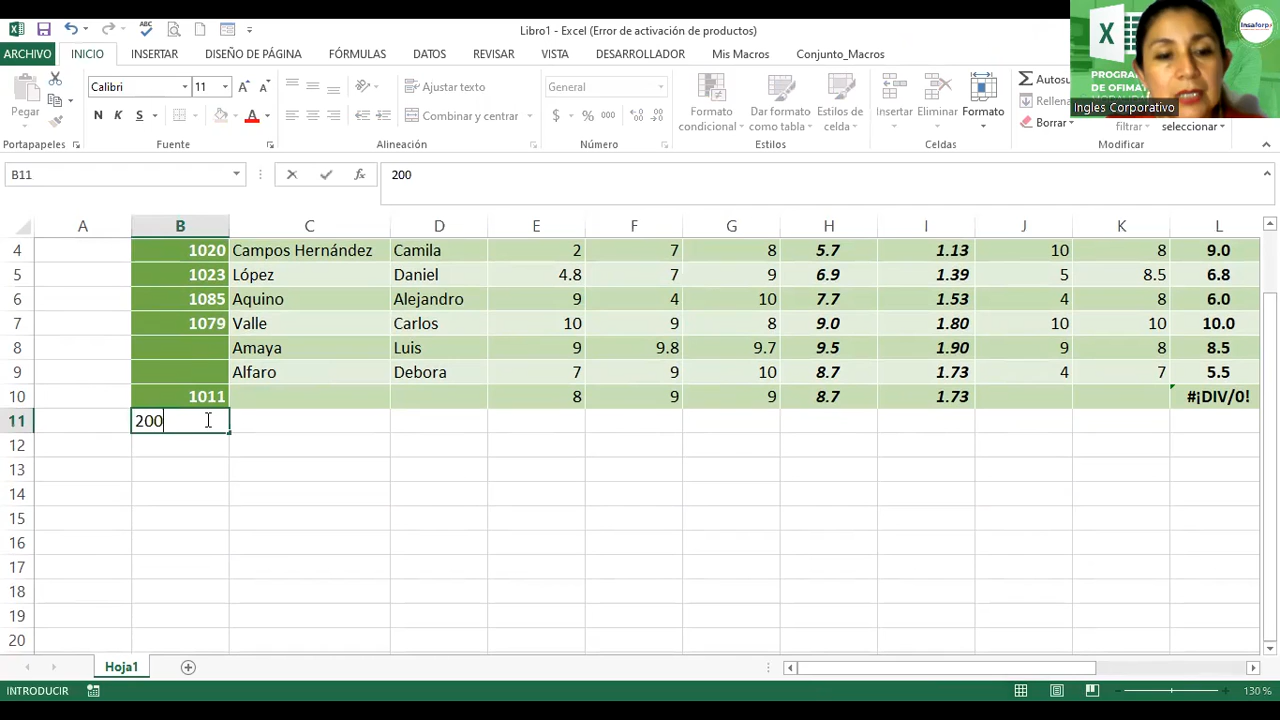 Libro1 - Excel (Error de activación de productos)
ARCHIVO INICIO INSERTAR DISEÑO DE PÁGINA FÓRMULAS DATOS REVISAR VISTA DESARROLLADOR Mis Macros Conjunto_Macros
Insaforp
PROGRA
DE OFIMAT
Ingles Corporativo
Pegar
Calibri 11
N K S
Ajustar texto
Combinar y centrar
General
$ % 000
Formato condicional
Dar formato como tabla
Estilos de celda
Insertar Eliminar Formato
Autosu
Rellena
Borrar
filtrar
seleccionar
Portapapeles Fuente Alineación Número Estilos Celdas Modificar
B11 fx 200
A B C D E F G H I J K L
4 1020 Campos Hernández Camila 2 7 8 5.7 1.13 10 8 9.0
5 1023 López Daniel 4.8 7 9 6.9 1.39 5 8.5 6.8
6 1085 Aquino Alejandro 9 4 10 7.7 1.53 4 8 6.0
7 1079 Valle Carlos 10 9 8 9.0 1.80 10 10 10.0
8 Amaya Luis 9 9.8 9.7 9.5 1.90 9 8 8.5
9 Alfaro Debora 7 9 10 8.7 1.73 4 7 5.5
10 1011 8 9 9 8.7 1.73 #¡DIV/0!
11 200
12
13
14
15
16
17
18
19
20
Hoja1
INTRODUCIR 130 %